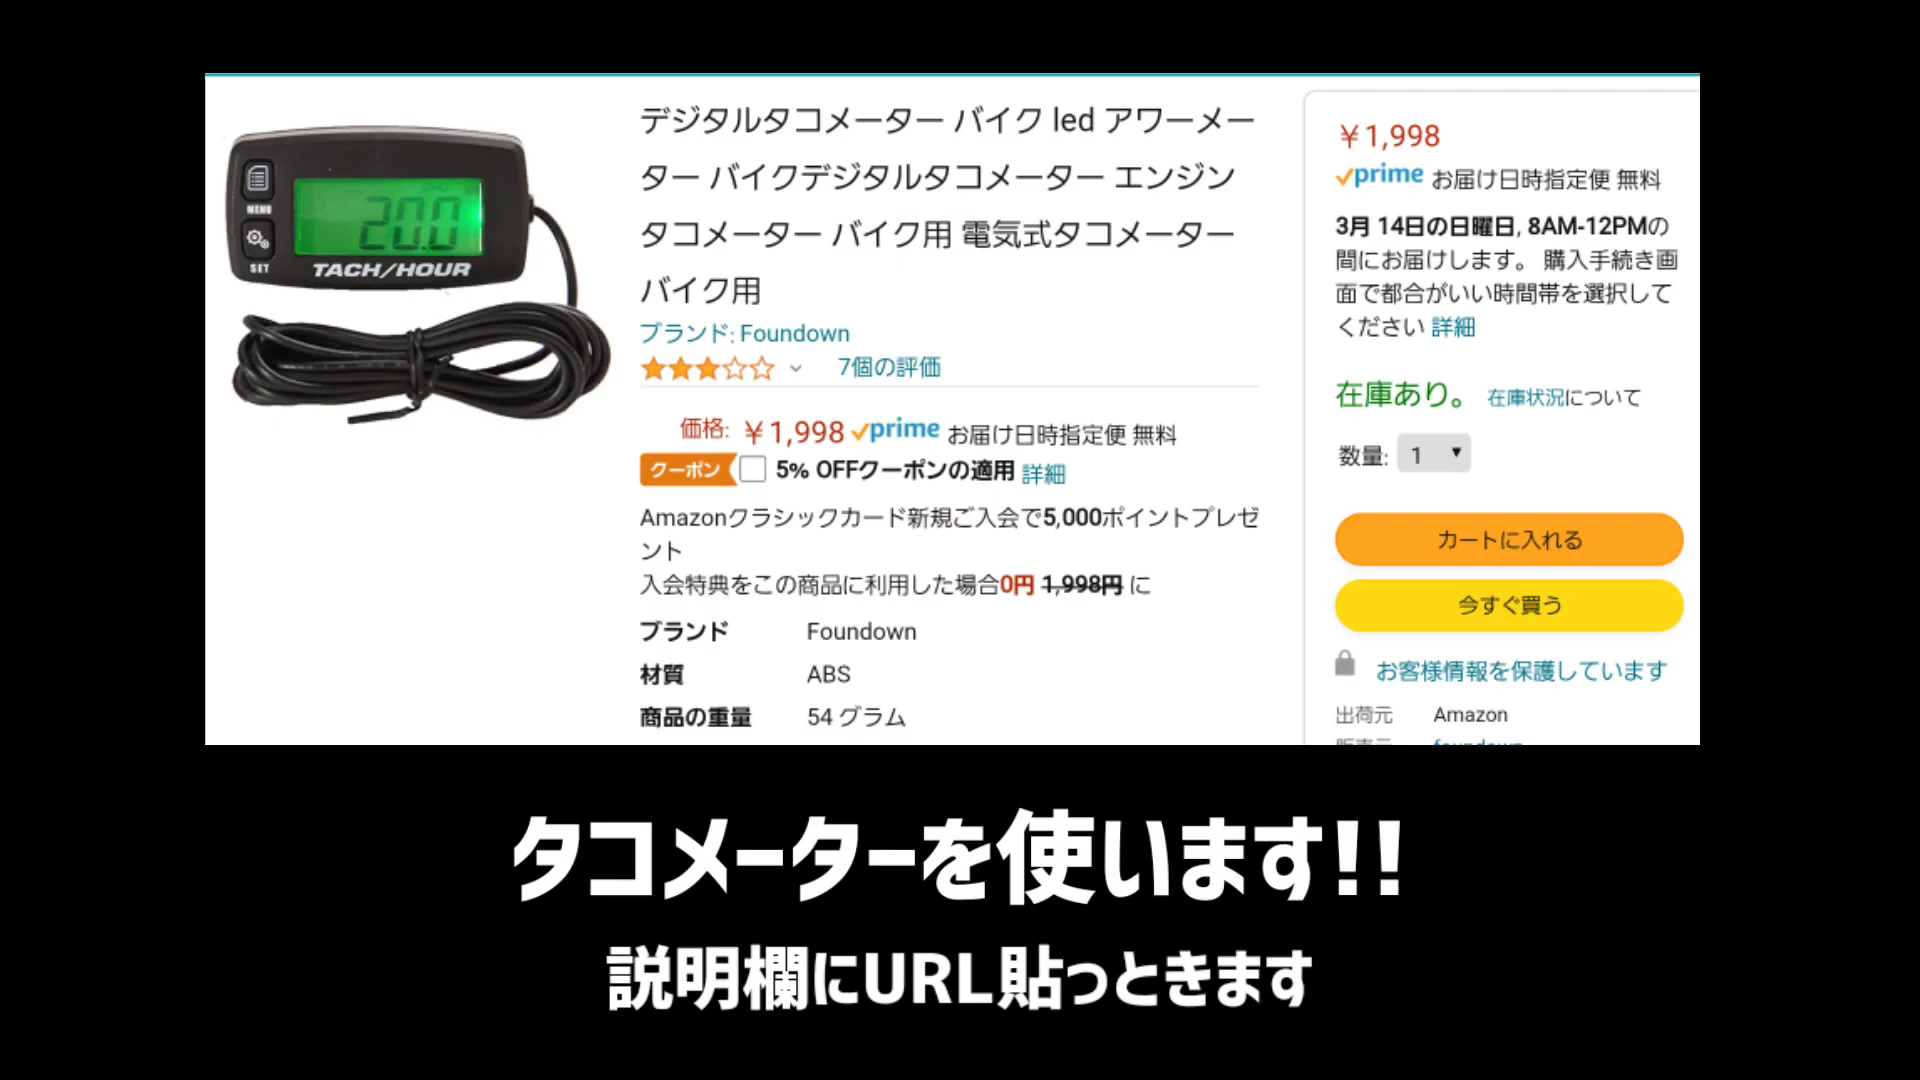 デジタルタコメーター バイク led アワーメー
ター バイクデジタルタコメーター エンジン
タコメーター バイク用 電気式タコメーター
バイク用
ブランド: Foundown
7個の評価
価格: ￥1,998 prime お届け日時指定便 無料
クーポン 5% OFFクーポンの適用 詳細
Amazonクラシックカード新規ご入会で5,000ポイントプレゼ
ント
入会特典をこの商品に利用した場合0円 1,998円 に
ブランド Foundown
材質 ABS
商品の重量 54 グラム
MENU
20.0
SET
TACH/HOUR
￥1,998
prime お届け日時指定便 無料
3月 14日の日曜日, 8AM-12PMの
間にお届けします。 購入手続き画
面で都合がいい時間帯を選択して
ください 詳細
在庫あり。 在庫状況について
数量: 1
カートに入れる
今すぐ買う
お客様情報を保護しています
出荷元 Amazon
タコメーターを使います!!
説明欄にURL貼っときます